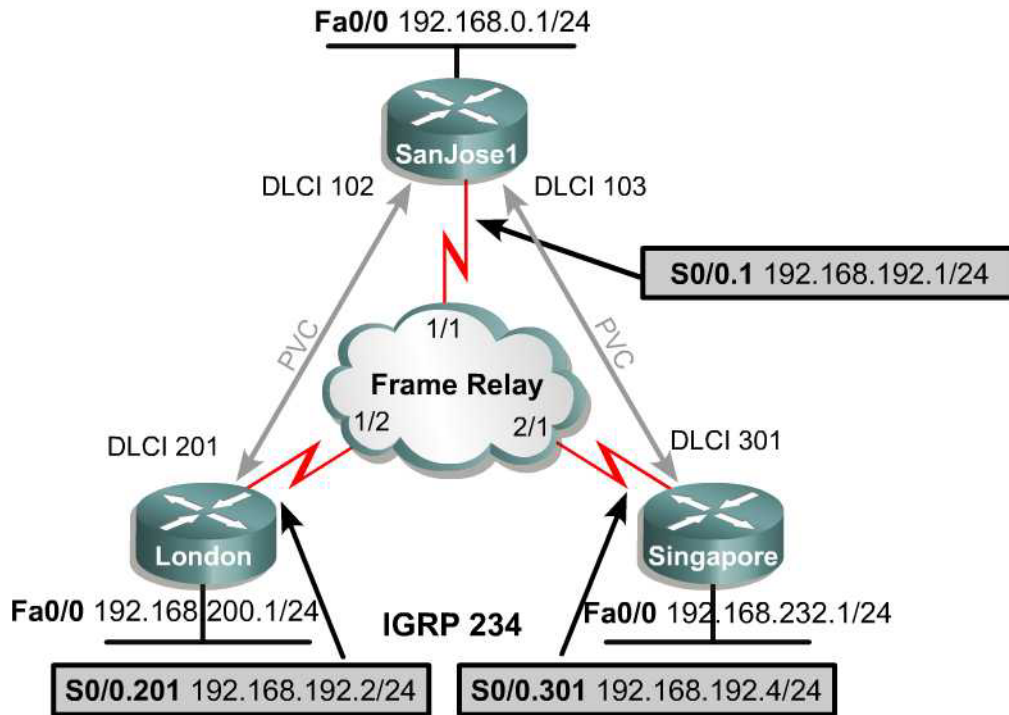 Fa0/0 192.168.0.1/24
SanJose1
DLCI 102
DLCI 103
S0/0.1 192.168.192.1/24
PVC
PVC
1/1
Frame Relay
1/2
2/1
DLCI 201
DLCI 301
London
Singapore
Fa0/0 192.168.200.1/24
IGRP 234
Fa0/0 192.168.232.1/24
S0/0.201 192.168.192.2/24
S0/0.301 192.168.192.4/24